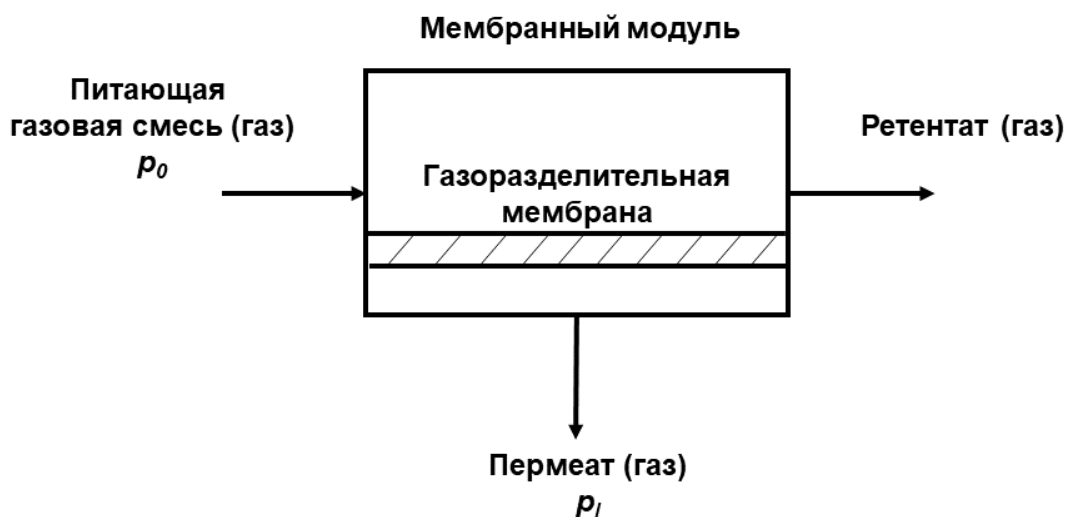 Мембранный модуль
Питающая
газовая смесь (газ)
p0
Газоразделительная
мембрана
Ретентат (газ)
Пермеат (газ)
pl